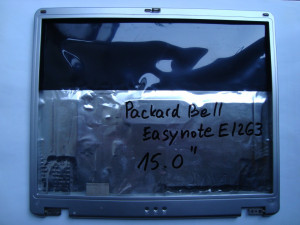 Packard Bell
Easynote E1263
15.0"